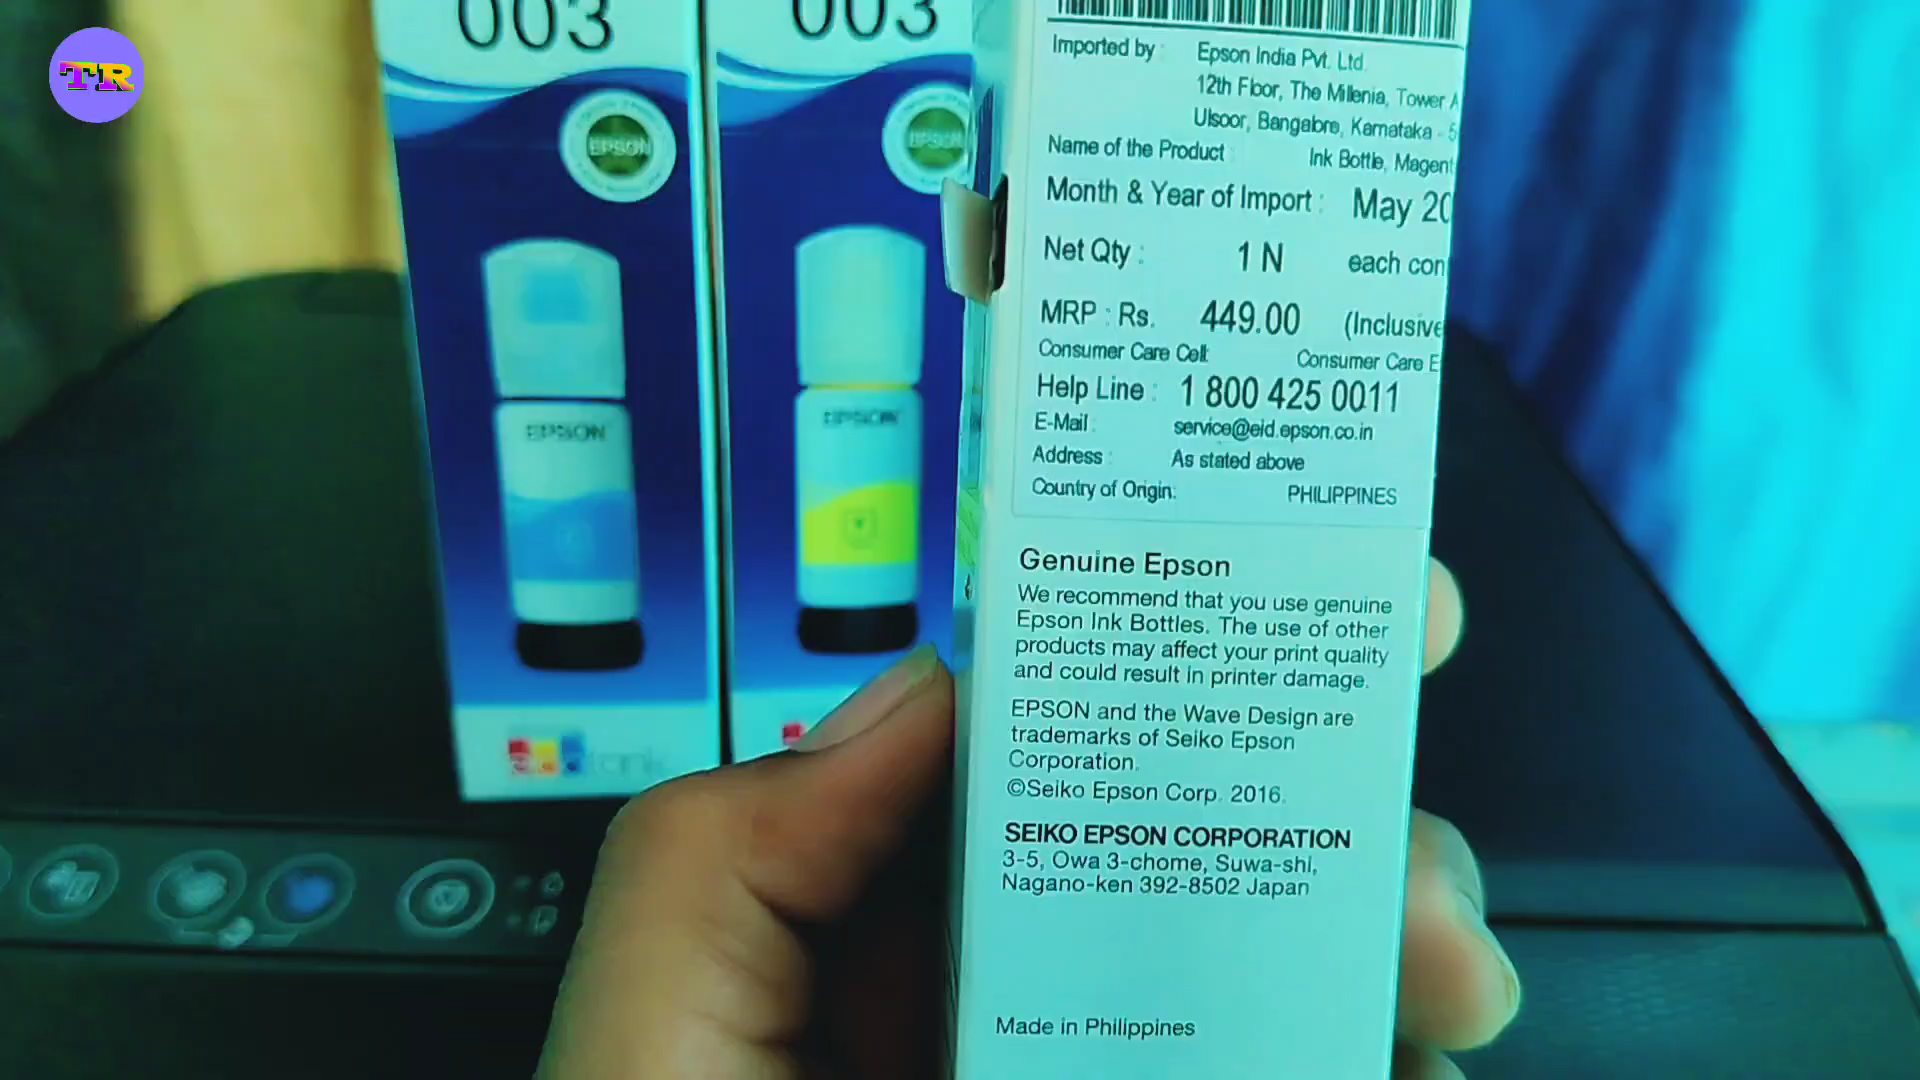 TR
003
003
EPSON
EPSON
EPSON
EPSON
Imported by : Epson India Pvt. Ltd.
12th Floor, The Millenia, Tower A
Ulsoor, Bangalore, Karnataka - 5
Name of the Product : Ink Bottle, Magent
Month & Year of Import : May 20
Net Qty : 1 N each con
MRP : Rs. 449.00 (Inclusive
Consumer Care Cell: Consumer Care E
Help Line : 1 800 425 0011
E-Mail : service@eid.epson.co.in
Address : As stated above
Country of Origin: PHILIPPINES
Genuine Epson
We recommend that you use genuine
Epson Ink Bottles. The use of other
products may affect your print quality
and could result in printer damage.
EPSON and the Wave Design are
trademarks of Seiko Epson
Corporation.
©Seiko Epson Corp. 2016.
SEIKO EPSON CORPORATION
3-5, Owa 3-chome, Suwa-shi,
Nagano-ken 392-8502 Japan
Made in Philippines